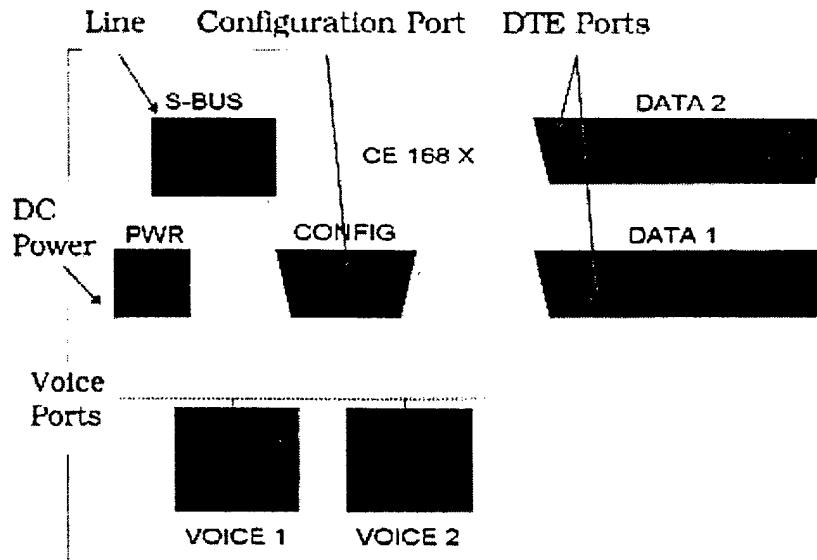 Line Configuration Port DTE Ports
S-BUS DATA 2
CE 168 X
DC
Power
PWR CONFIG DATA 1
Voice
Ports
VOICE 1 VOICE 2